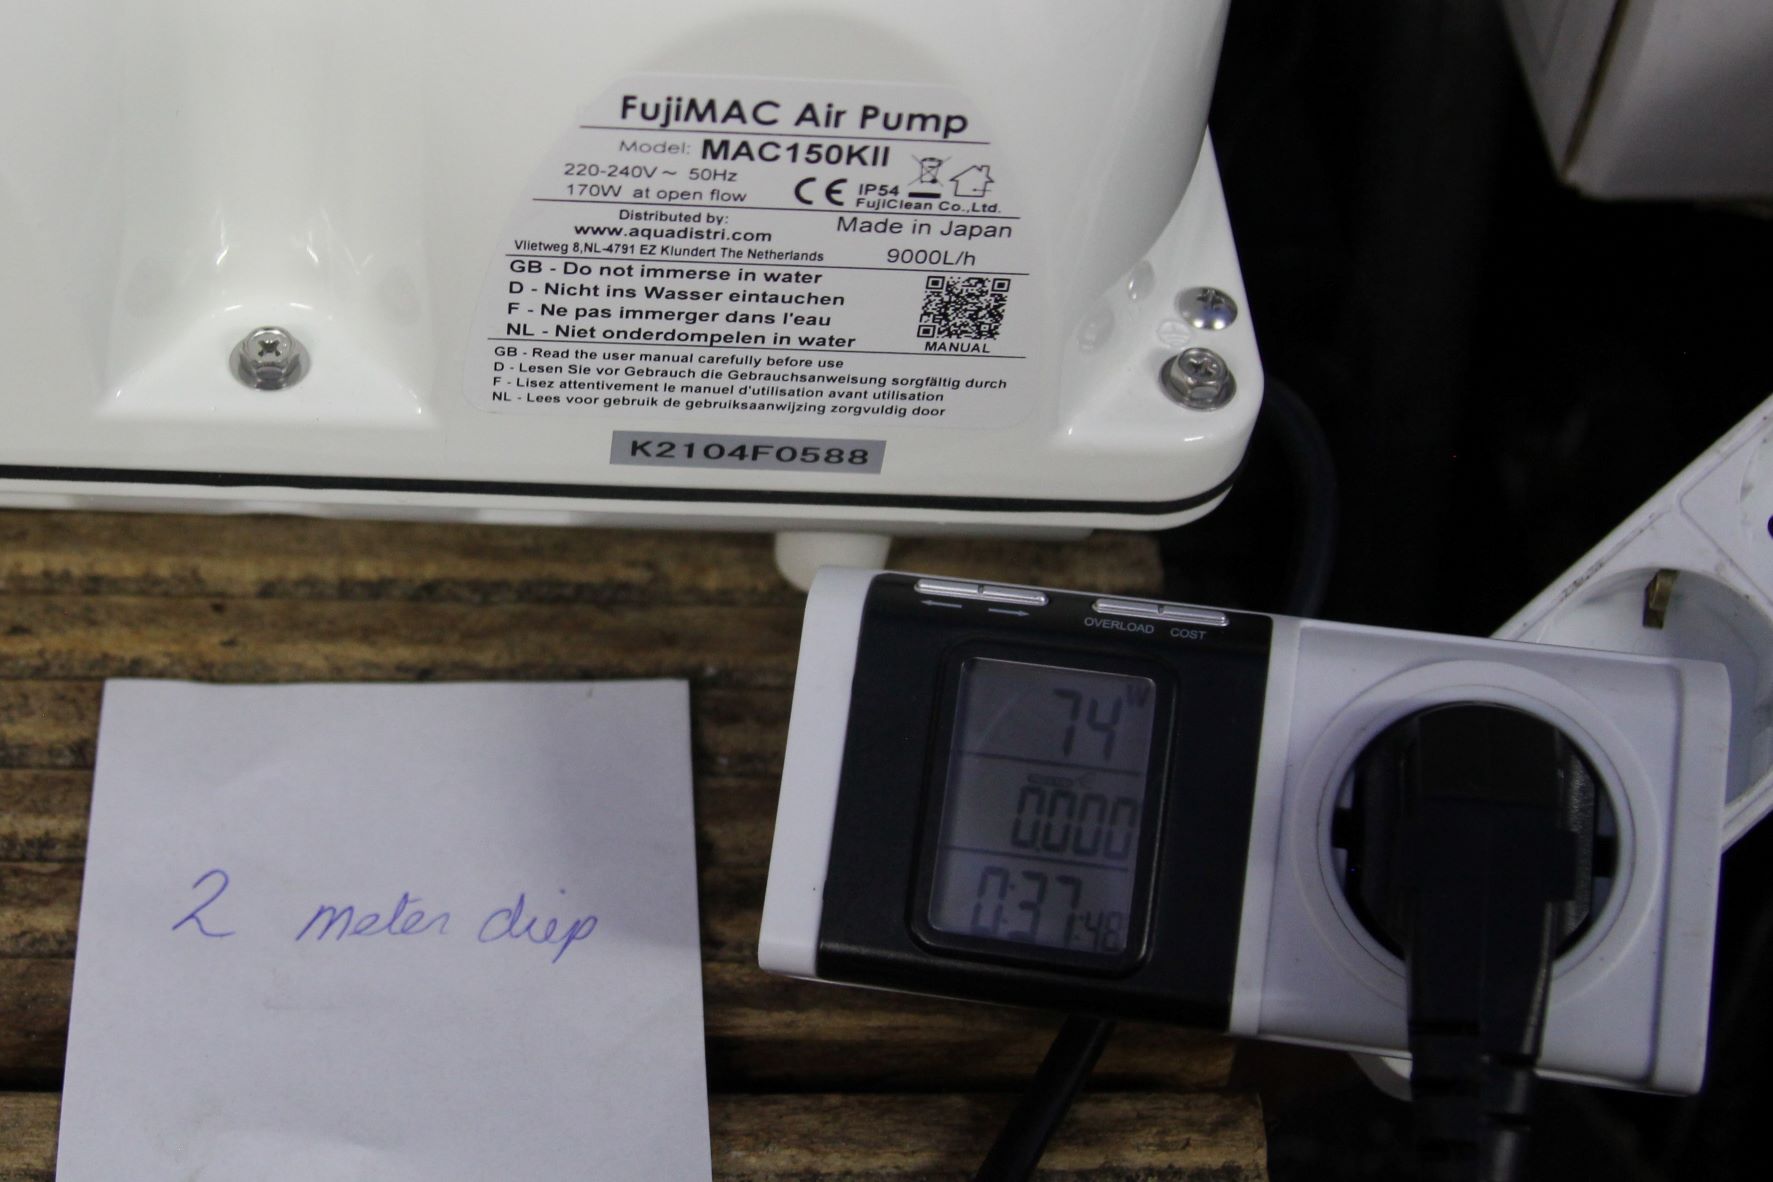 FujiMAC Air Pump
Model: MAC150KII
220-240V ~ 50Hz
170W at open flow
CE IP54
FujiClean Co.,Ltd.
Distributed by:
www.aquadistri.com
Vlietweg 8,NL-4791 EZ Klundert The Netherlands
Made in Japan
9000L/h
GB - Do not immerse in water
D - Nicht ins Wasser eintauchen
F - Ne pas immerger dans l'eau
NL - Niet onderdompelen in water
MANUAL
GB - Read the user manual carefully before use
D - Lesen Sie vor Gebrauch die Gebrauchsanweisung sorgfältig durch
F - Lisez attentivement le manuel d'utilisation avant utilisation
NL - Lees voor gebruik de gebruiksaanwijzing zorgvuldig door
K2104F0588
OVERLOAD COST
74 W
0.000
0:37:48
2 meter diep